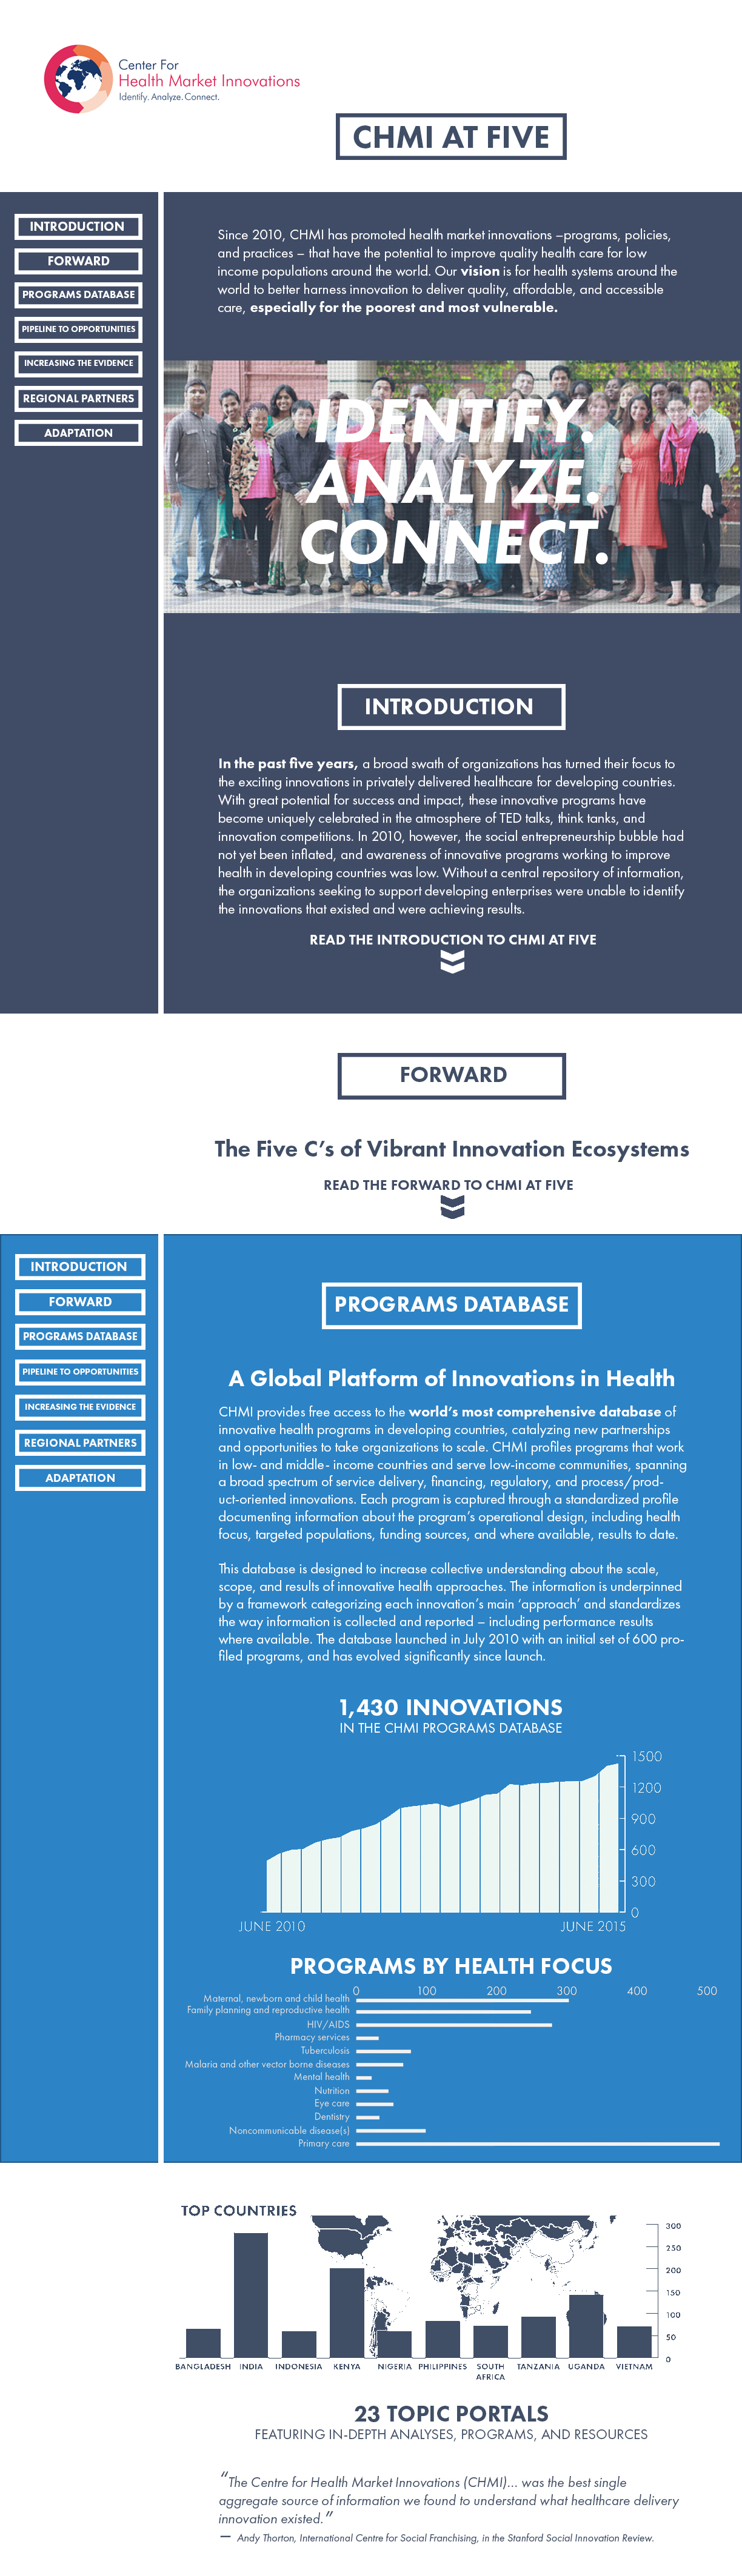 Center For
Health Market Innovations
Identify. Analyze. Connect.
CHMI AT FIVE
INTRODUCTION
FORWARD
PROGRAMS DATABASE
PIPELINE TO OPPORTUNITIES
INCREASING THE EVIDENCE
REGIONAL PARTNERS
ADAPTATION
Since 2010, CHMI has promoted health market innovations –programs, policies,
and practices – that have the potential to improve quality health care for low
income populations around the world. Our vision is for health systems around the
world to better harness innovation to deliver quality, affordable, and accessible
care, especially for the poorest and most vulnerable.
IDENTIFY.
ANALYZE.
CONNECT.
INTRODUCTION
In the past five years, a broad swath of organizations has turned their focus to
the exciting innovations in privately delivered healthcare for developing countries.
With great potential for success and impact, these innovative programs have
become uniquely celebrated in the atmosphere of TED talks, think tanks, and
innovation competitions. In 2010, however, the social entrepreneurship bubble had
not yet been inflated, and awareness of innovative programs working to improve
health in developing countries was low. Without a central repository of information,
the organizations seeking to support developing enterprises were unable to identify
the innovations that existed and were achieving results.
READ THE INTRODUCTION TO CHMI AT FIVE
FORWARD
The Five C's of Vibrant Innovation Ecosystems
READ THE FORWARD TO CHMI AT FIVE
INTRODUCTION
FORWARD
PROGRAMS DATABASE
PIPELINE TO OPPORTUNITIES
INCREASING THE EVIDENCE
REGIONAL PARTNERS
ADAPTATION
PROGRAMS DATABASE
A Global Platform of Innovations in Health
CHMI provides free access to the world's most comprehensive database of
innovative health programs in developing countries, catalyzing new partnerships
and opportunities to take organizations to scale. CHMI profiles programs that work
in low- and middle- income countries and serve low-income communities, spanning
a broad spectrum of service delivery, financing, regulatory, and process/prod-
uct-oriented innovations. Each program is captured through a standardized profile
documenting information about the program's operational design, including health
focus, targeted populations, funding sources, and where available, results to date.
This database is designed to increase collective understanding about the scale,
scope, and results of innovative health approaches. The information is underpinned
by a framework categorizing each innovation's main 'approach' and standardizes
the way information is collected and reported – including performance results
where available. The database launched in July 2010 with an initial set of 600 pro-
filed programs, and has evolved significantly since launch.
1,430 INNOVATIONS
IN THE CHMI PROGRAMS DATABASE
1500
1200
900
600
300
0
JUNE 2010 JUNE 2015
PROGRAMS BY HEALTH FOCUS
0 100 200 300 400 500
Maternal, newborn and child health
Family planning and reproductive health
HIV/AIDS
Pharmacy services
Tuberculosis
Malaria and other vector borne diseases
Mental health
Nutrition
Eye care
Dentistry
Noncommunicable disease(s)
Primary care
TOP COUNTRIES
300
250
200
150
100
50
0
BANGLADESH INDIA INDONESIA KENYA NIGERIA PHILIPPINES SOUTH AFRICA TANZANIA UGANDA VIETNAM
23 TOPIC PORTALS
FEATURING IN-DEPTH ANALYSES, PROGRAMS, AND RESOURCES
"The Centre for Health Market Innovations (CHMI)... was the best single
aggregate source of information we found to understand what healthcare delivery
innovation existed."
— Andy Thorton, International Centre for Social Franchising, in the Stanford Social Innovation Review.